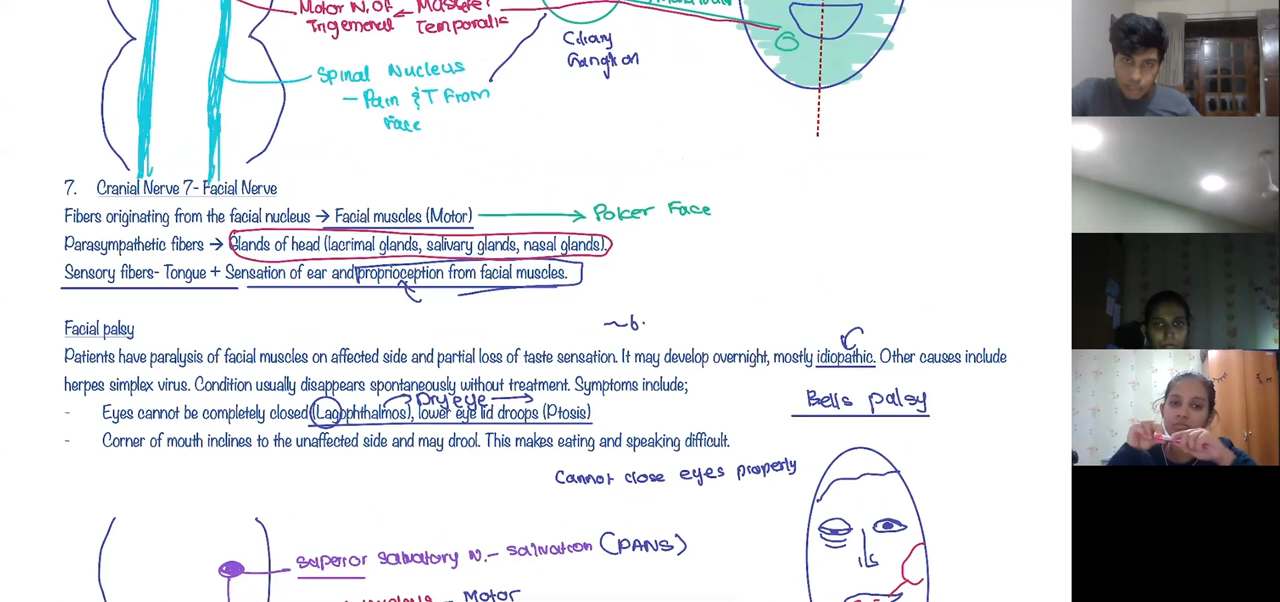 Motor N. of
Trigemeral
Masseter
Temporalis
Ciliary
Ganglion
Spinal Nucleus
- Pain & T From
Face
7. Cranial Nerve 7- Facial Nerve
Fibers originating from the facial nucleus → Facial muscles (Motor) → Poker Face
Parasympathetic fibers → Glands of head (lacrimal glands, salivary glands, nasal glands).
Sensory fibers- Tongue + Sensation of ear and proprioception from facial muscles.
Facial palsy
Patients have paralysis of facial muscles on affected side and partial loss of taste sensation. It may develop overnight, mostly idiopathic. Other causes include
herpes simplex virus. Condition usually disappears spontaneously without treatment. Symptoms include;
Dry eye
- Eyes cannot be completely closed (Lagophthalmos), lower eye lid droops (Ptosis)
Bells palsy
- Corner of mouth inclines to the unaffected side and may drool. This makes eating and speaking difficult.
Cannot close eyes properly
Superior Salvatory N. - Salvation (PANS)
Motor